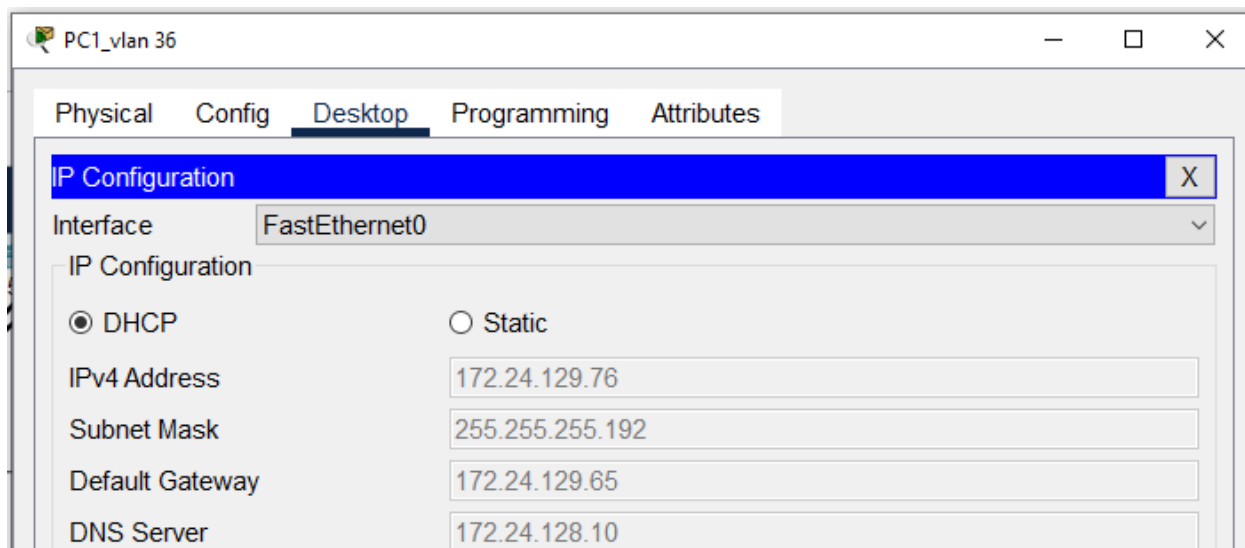 PC1_vlan 36
Physical Config Desktop Programming Attributes
IP Configuration X
Interface FastEthernet0
IP Configuration
DHCP Static
IPv4 Address 172.24.129.76
Subnet Mask 255.255.255.192
Default Gateway 172.24.129.65
DNS Server 172.24.128.10